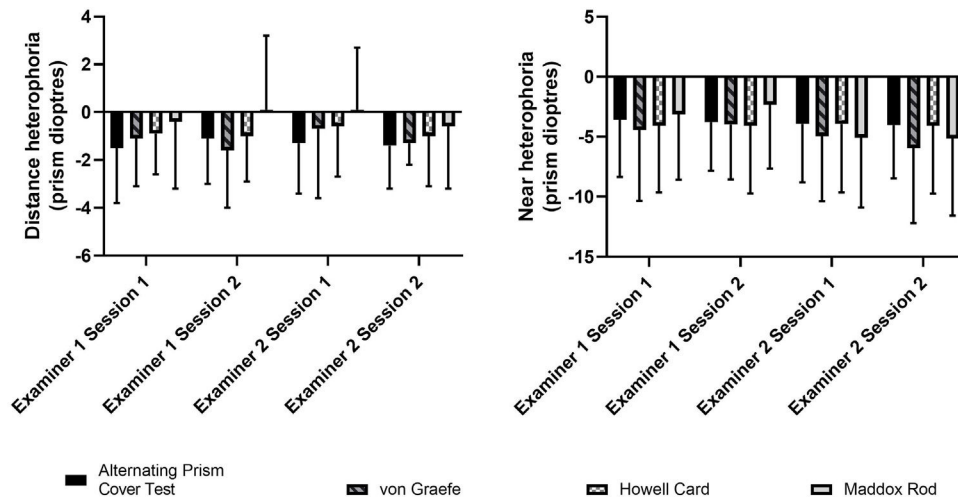 Distance heterophoria
(prism dioptres)
4
2
0
-2
-4
-6
Examiner 1 Session 1
Examiner 1 Session 2
Examiner 2 Session 1
Examiner 2 Session 2
Near heterophoria
(prism dioptres)
5
0
-5
-10
-15
Examiner 1 Session 1
Examiner 1 Session 2
Examiner 2 Session 1
Examiner 2 Session 2
Alternating Prism
Cover Test
von Graefe
Howell Card
Maddox Rod